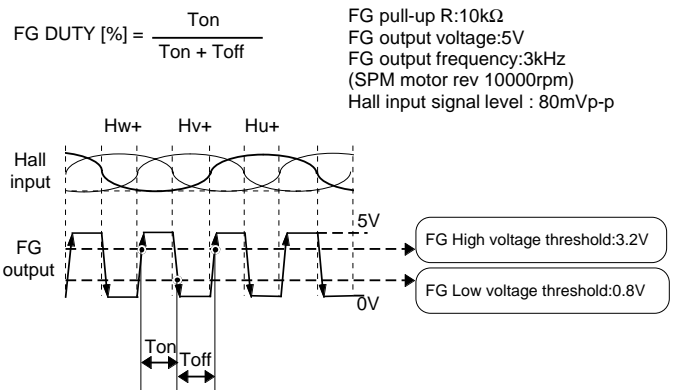 FG DUTY [%] = Ton
Ton + Toff
FG pull-up R:10kΩ
FG output voltage:5V
FG output frequency:3kHz
(SPM motor rev 10000rpm)
Hall input signal level : 80mVp-p
Hw+ Hv+ Hu+
Hall
input
5V
FG
output
FG High voltage threshold:3.2V
FG Low voltage threshold:0.8V
0V
Ton
Toff